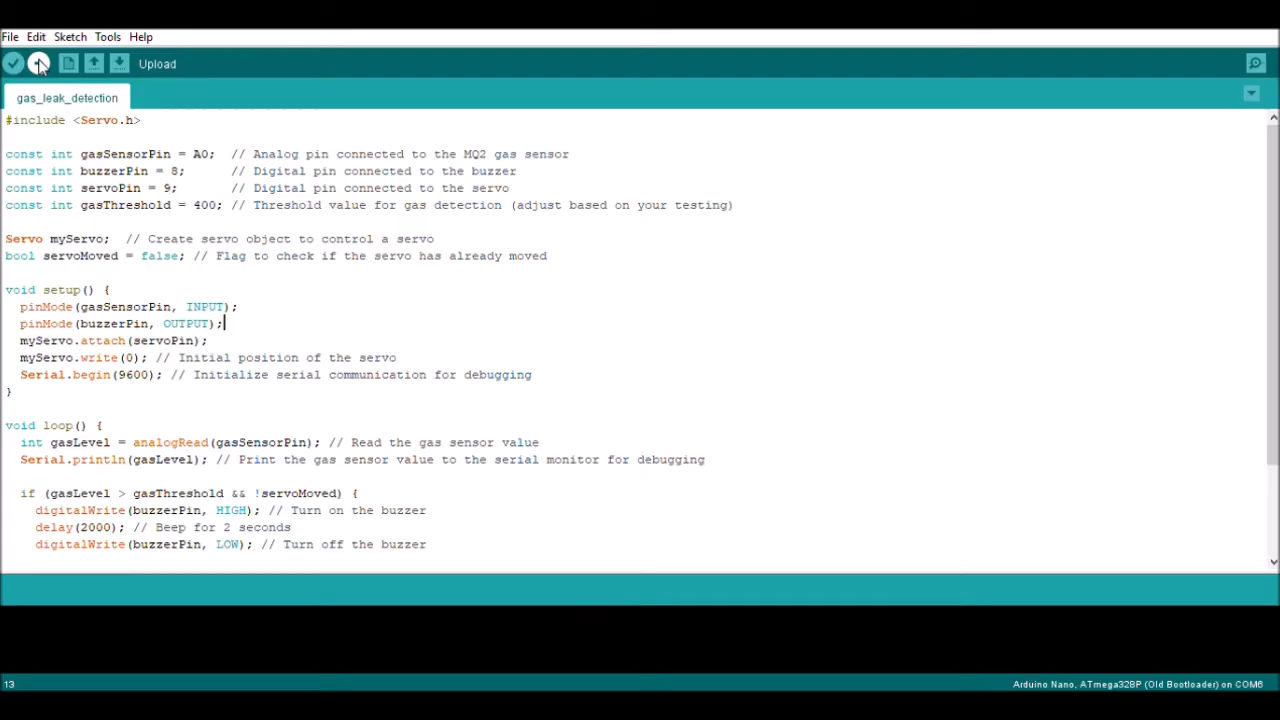 File Edit Sketch Tools Help
Upload
gas_leak_detection
#include <Servo.h>
const int gasSensorPin = A0;  // Analog pin connected to the MQ2 gas sensor
const int buzzerPin = 8;      // Digital pin connected to the buzzer
const int servoPin = 9;       // Digital pin connected to the servo
const int gasThreshold = 400; // Threshold value for gas detection (adjust based on your testing)
Servo myServo;  // Create servo object to control a servo
bool servoMoved = false; // Flag to check if the servo has already moved
void setup() {
  pinMode(gasSensorPin, INPUT);
  pinMode(buzzerPin, OUTPUT);
  myServo.attach(servoPin);
  myServo.write(0); // Initial position of the servo
  Serial.begin(9600); // Initialize serial communication for debugging
}
void loop() {
  int gasLevel = analogRead(gasSensorPin); // Read the gas sensor value
  Serial.println(gasLevel); // Print the gas sensor value to the serial monitor for debugging
  if (gasLevel > gasThreshold && !servoMoved) {
    digitalWrite(buzzerPin, HIGH); // Turn on the buzzer
    delay(2000); // Beep for 2 seconds
    digitalWrite(buzzerPin, LOW); // Turn off the buzzer
13
Arduino Nano, ATmega328P (Old Bootloader) on COM6